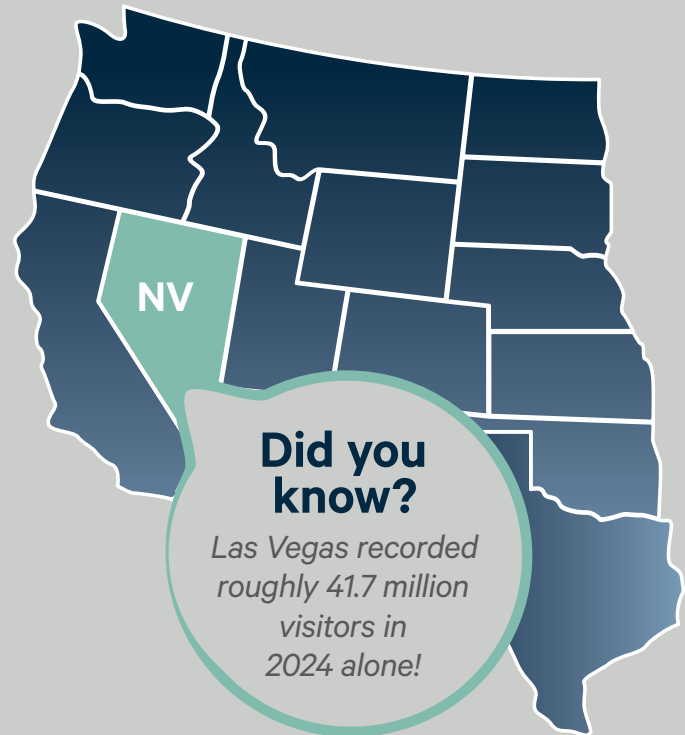 NV
Did you
know?
Las Vegas recorded
roughly 41.7 million
visitors in
2024 alone!